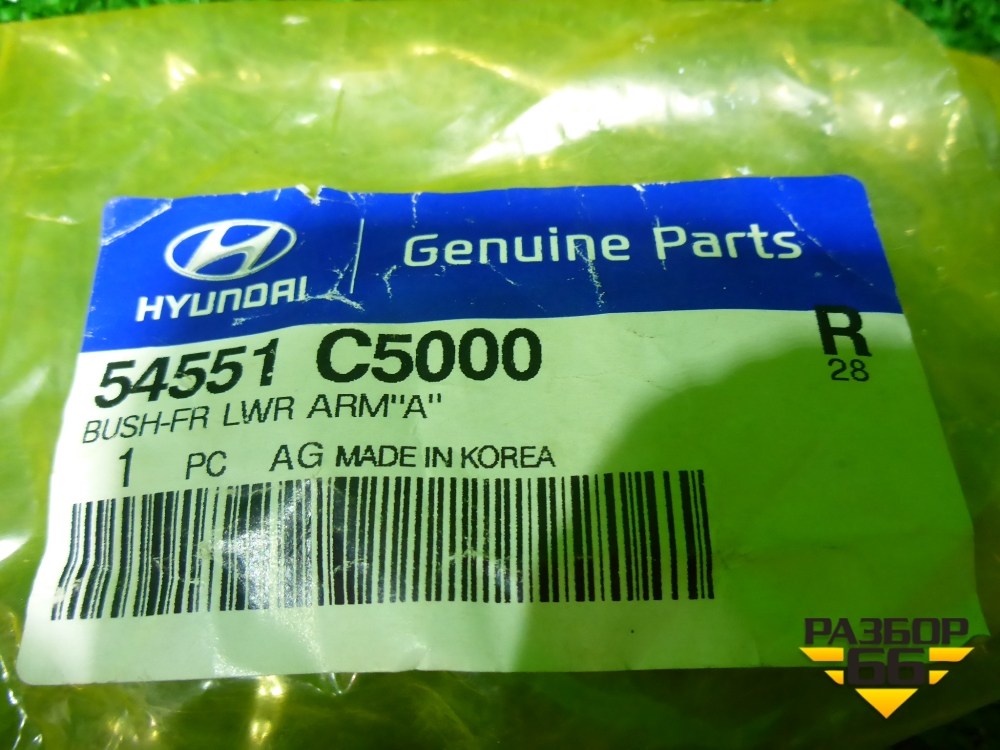 HYUNDAI
Genuine Parts
54551 C5000
R
28
BUSH-FR LWR ARM"A"
1 PC AG MADE IN KOREA
РАЗБОР
66